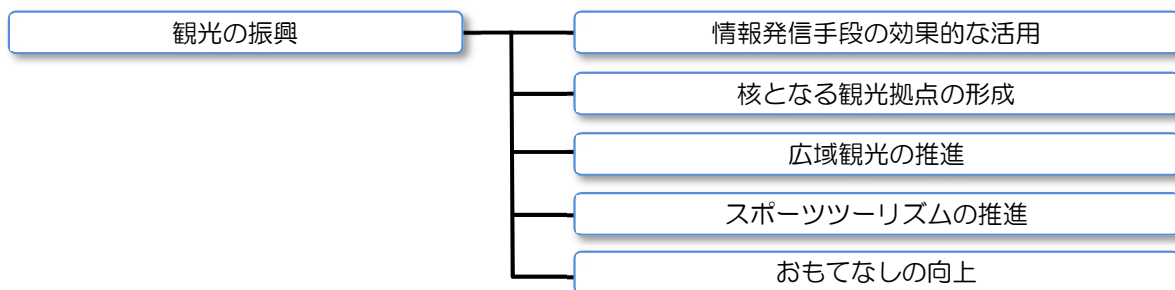 観光の振興
情報発信手段の効果的な活用
核となる観光拠点の形成
広域観光の推進
スポーツツーリズムの推進
おもてなしの向上